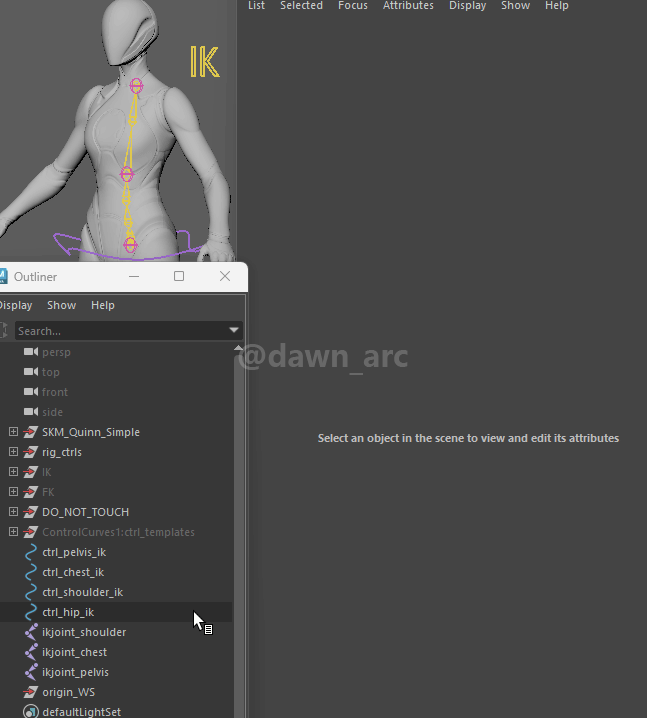 List Selected Focus Attributes Display Show Help
IK
Outliner
Display Show Help
Search...
@dawn_arc
persp
top
front
side
SKM_Quinn_Simple
Select an object in the scene to view and edit its attributes
rig_ctrls
IK
FK
DO_NOT_TOUCH
ControlCurves1:ctrl_templates
ctrl_pelvis_ik
ctrl_chest_ik
ctrl_shoulder_ik
ctrl_hip_ik
ikjoint_shoulder
ikjoint_chest
ikjoint_pelvis
origin_WS
defaultLightSet